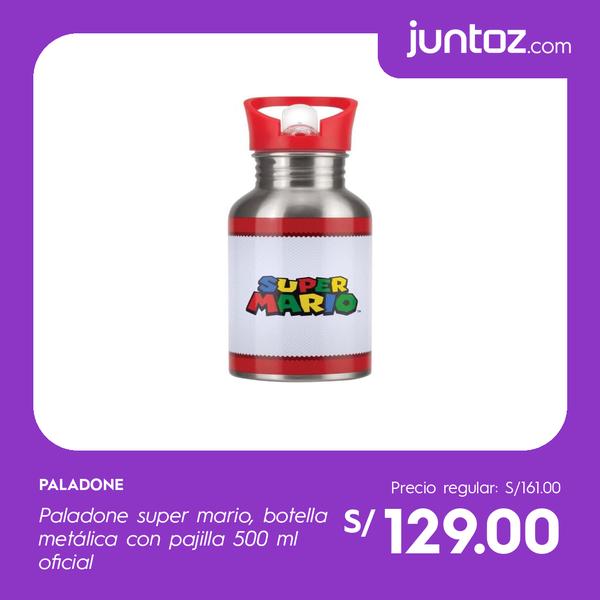 juntoz.com
SUPER
MARIO
PALADONE
Paladone super mario, botella
metálica con pajilla 500 ml
oficial
Precio regular: S/161.00
S/129.00